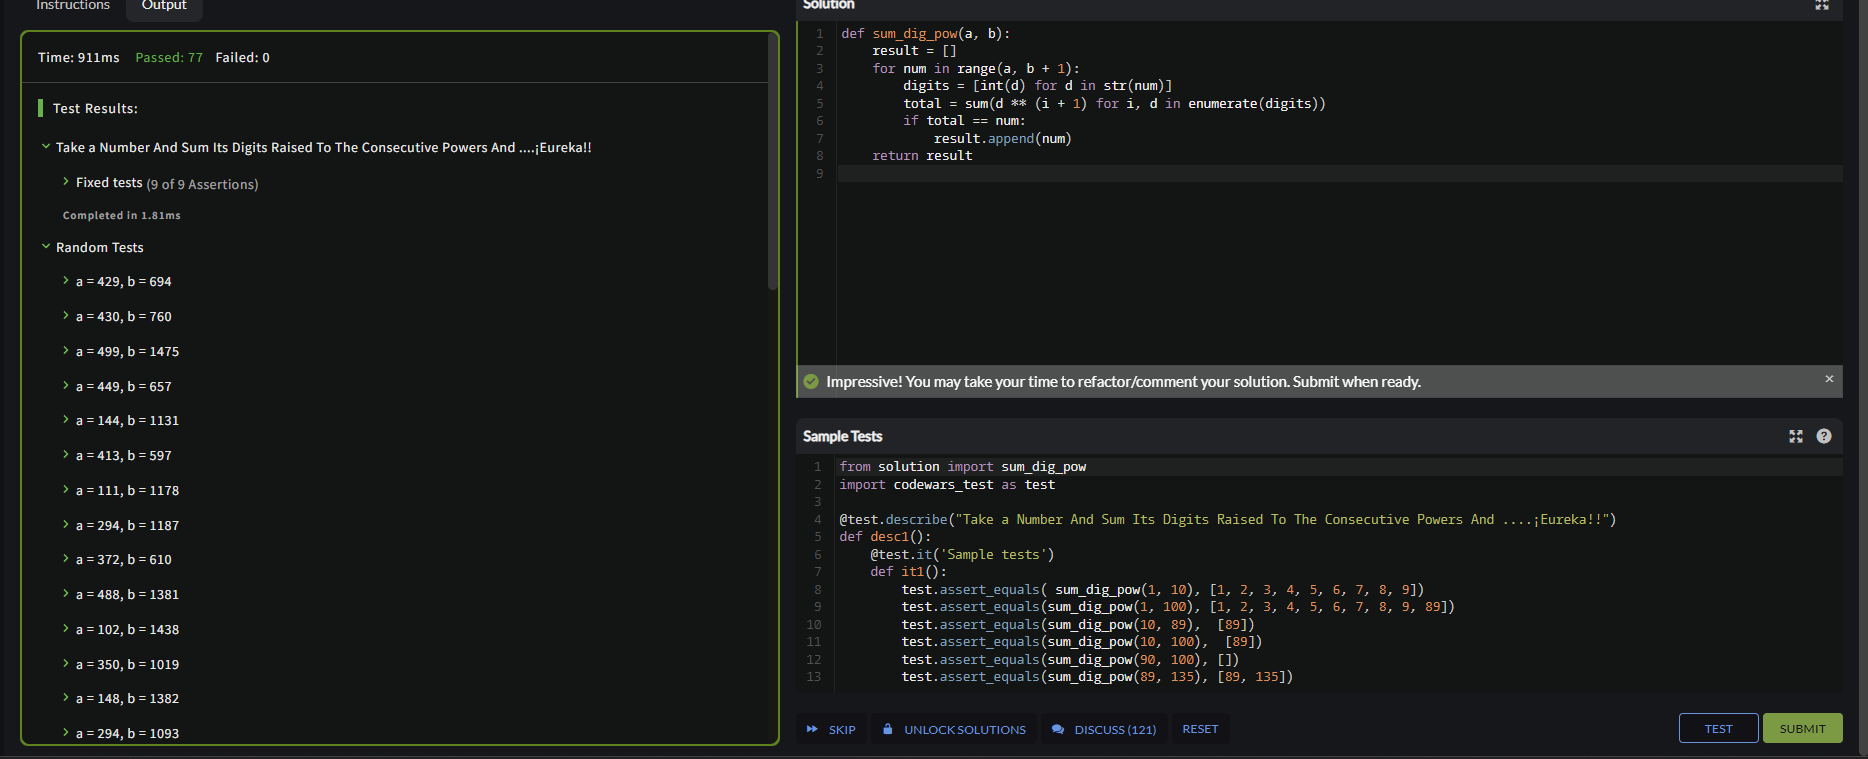 Instructions
Output
Time: 911ms Passed: 77 Failed: 0
Test Results:
Take a Number And Sum Its Digits Raised To The Consecutive Powers And ....¡Eureka!!
Fixed tests (9 of 9 Assertions)
Completed in 1.81ms
Random Tests
a = 429, b = 694
a = 430, b = 760
a = 499, b = 1475
a = 449, b = 657
a = 144, b = 1131
a = 413, b = 597
a = 111, b = 1178
a = 294, b = 1187
a = 372, b = 610
a = 488, b = 1381
a = 102, b = 1438
a = 350, b = 1019
a = 148, b = 1382
a = 294, b = 1093
Solution
1 def sum_dig_pow(a, b):
2     result = []
3     for num in range(a, b + 1):
4         digits = [int(d) for d in str(num)]
5         total = sum(d ** (i + 1) for i, d in enumerate(digits))
6         if total == num:
7             result.append(num)
8     return result
9
Impressive! You may take your time to refactor/comment your solution. Submit when ready.
×
Sample Tests
?
1 from solution import sum_dig_pow
2 import codewars_test as test
3
4 @test.describe("Take a Number And Sum Its Digits Raised To The Consecutive Powers And ....¡Eureka!!")
5 def desc1():
6     @test.it('Sample tests')
7     def it1():
8         test.assert_equals( sum_dig_pow(1, 10), [1, 2, 3, 4, 5, 6, 7, 8, 9])
9         test.assert_equals(sum_dig_pow(1, 100), [1, 2, 3, 4, 5, 6, 7, 8, 9, 89])
10         test.assert_equals(sum_dig_pow(10, 89),  [89])
11         test.assert_equals(sum_dig_pow(10, 100),  [89])
12         test.assert_equals(sum_dig_pow(90, 100), [])
13         test.assert_equals(sum_dig_pow(89, 135), [89, 135])
SKIP
UNLOCK SOLUTIONS
DISCUSS (121)
RESET
TEST
SUBMIT